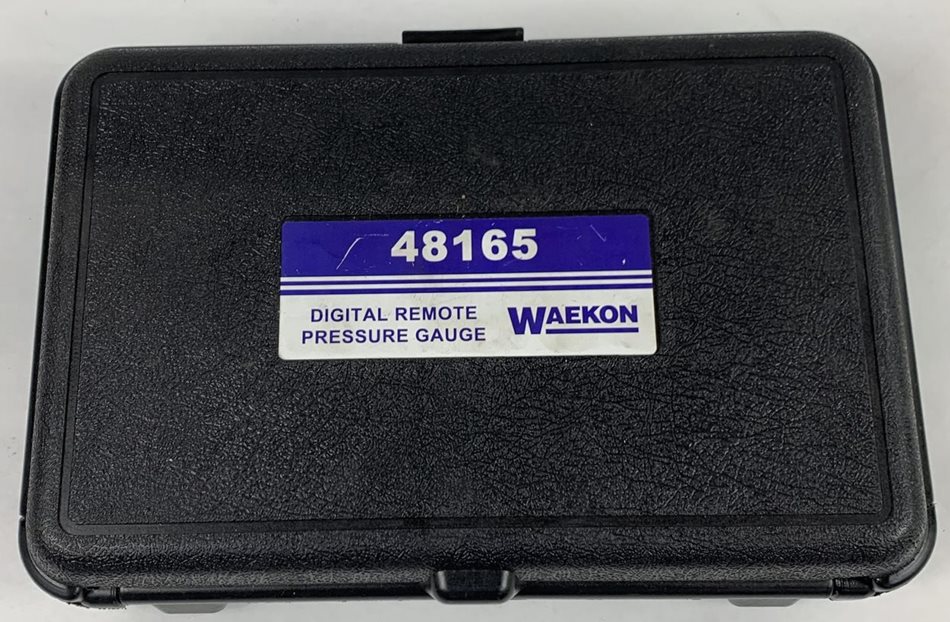 48165
DIGITAL REMOTE
PRESSURE GAUGE
WAEKON